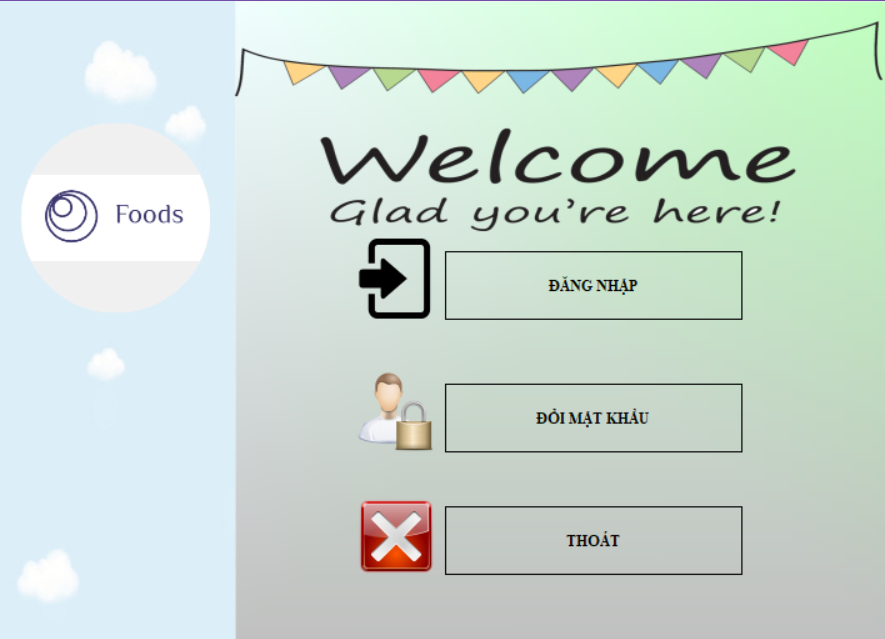 Welcome
Glad you're here!
Foods
ĐĂNG NHẬP
ĐỔI MẬT KHẨU
THOÁT